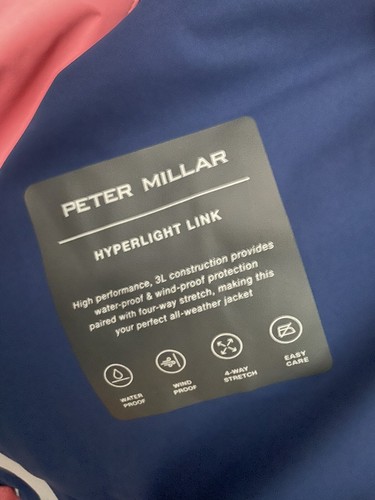 PETER MILLAR
HYPERLIGHT LINK
High performance, 3L construction provides
water-proof & wind-proof protection
paired with four-way stretch, making this
your perfect all-weather jacket
WATER
PROOF
WIND
PROOF
4-WAY
STRETCH
EASY
CARE